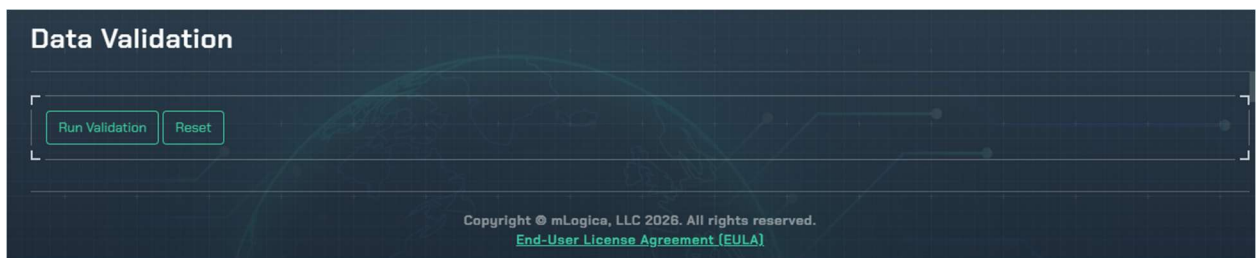 Data Validation
Run Validation Reset
Copyright © mLogica, LLC 2026. All rights reserved.
End-User License Agreement (EULA)